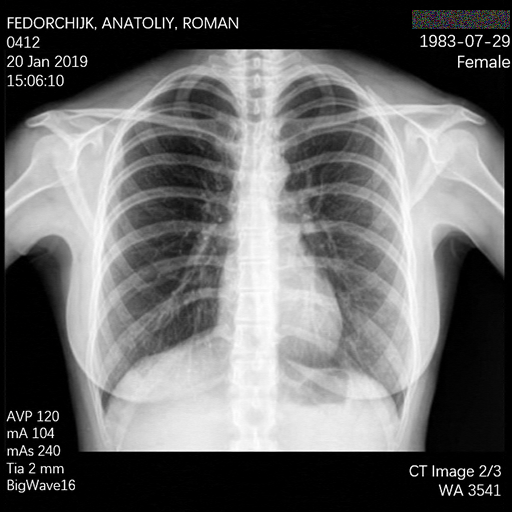 FEDORCHIJK, ANATOLIY, ROMAN
0412
20 Jan 2019
15:06:10
1983-07-29
Female
AVP 120
mA 104
mAs 240
Tia 2 mm
BigWave16
CT Image 2/3
WA 3541